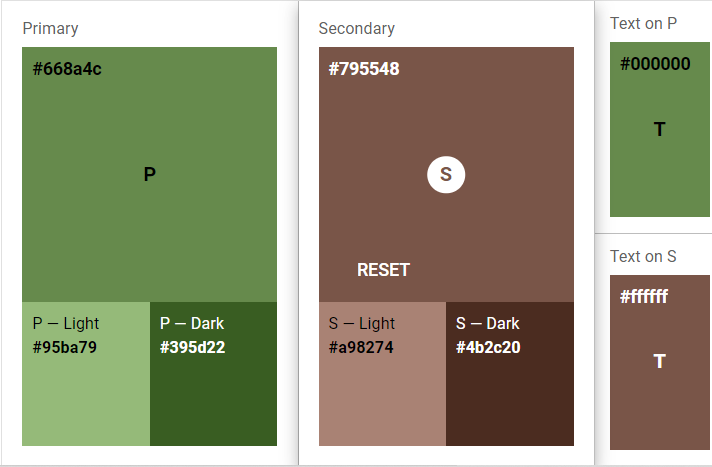 Primary
#668a4c
P
P — Light
#95ba79
P — Dark
#395d22
Secondary
#795548
S
RESET
S — Light
#a98274
S — Dark
#4b2c20
Text on P
#000000
T
Text on S
#ffffff
T